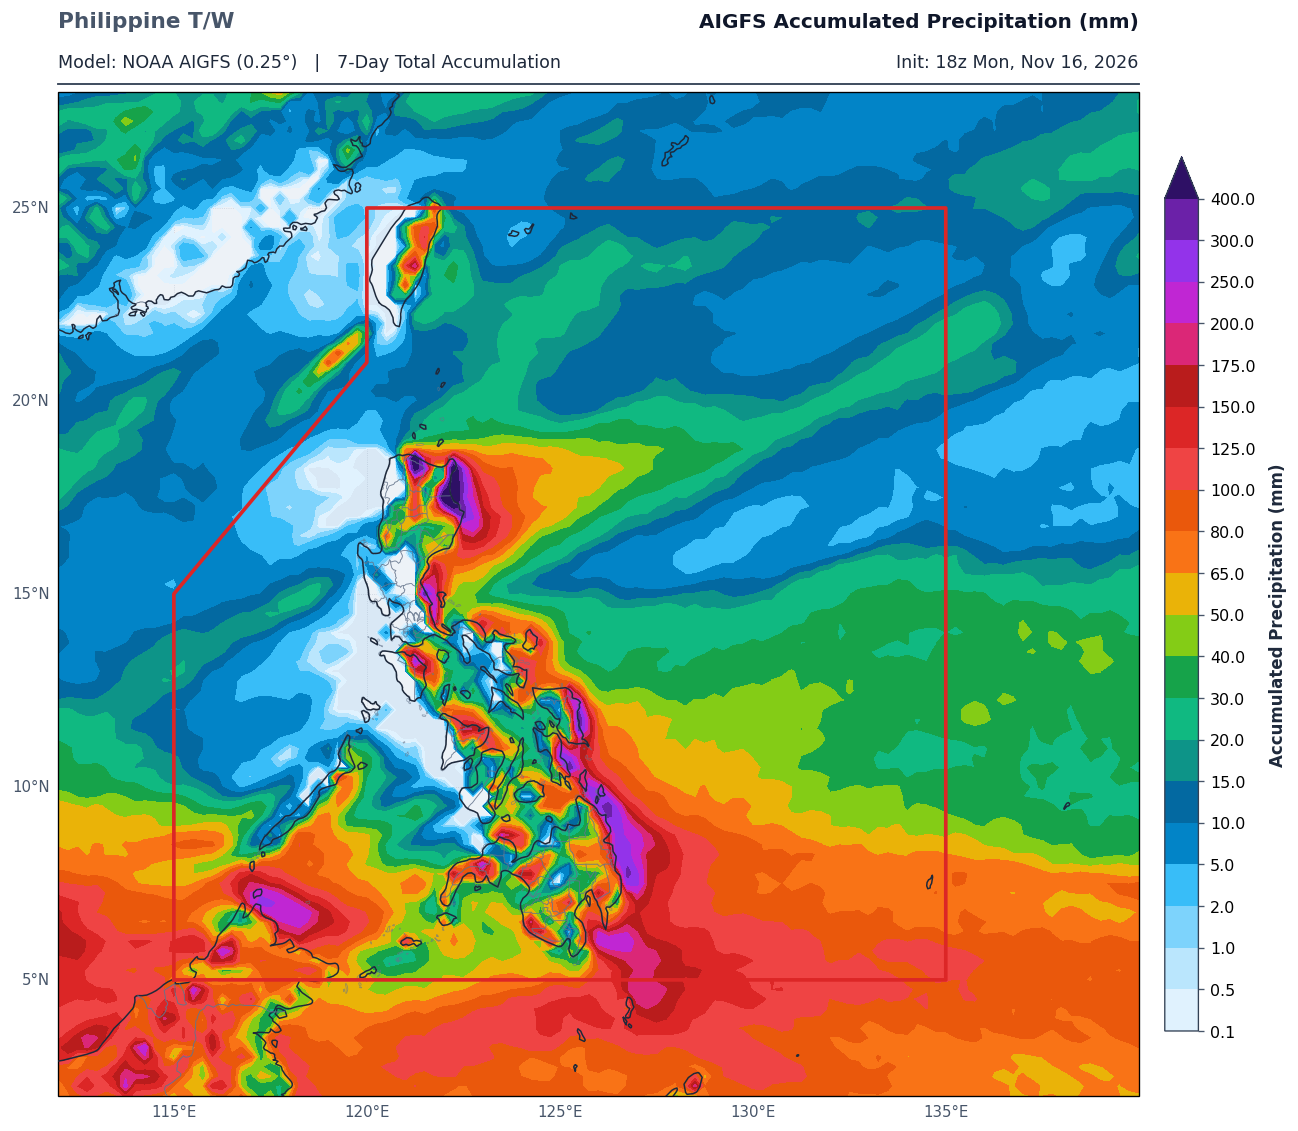 Philippine T/W
AIGFS Accumulated Precipitation (mm)
Model: NOAA AIGFS (0.25°) | 7-Day Total Accumulation
Init: 18z Mon, Nov 16, 2026
25°N
20°N
15°N
10°N
5°N
115°E
120°E
125°E
130°E
135°E
400.0
300.0
250.0
200.0
175.0
150.0
125.0
100.0
80.0
65.0
50.0
40.0
30.0
20.0
15.0
10.0
5.0
2.0
1.0
0.5
0.1
Accumulated Precipitation (mm)